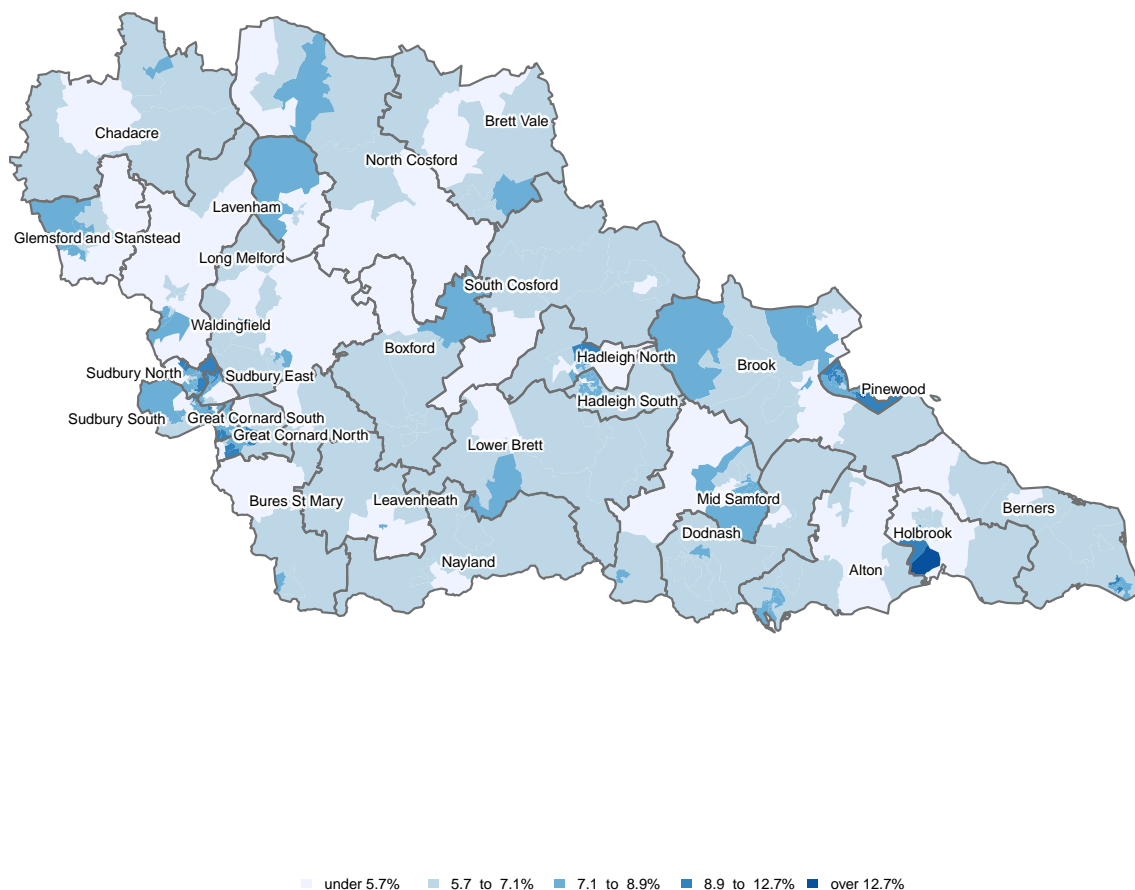 Brett Vale
Chadacre
North Cosford
Lavenham
Glemsford and Stanstead
Long Melford
South Cosford
Waldingfield
Boxford
Hadleigh North
Brook
Sudbury North
Sudbury East
Pinewood
Hadleigh South
Sudbury South
Great Cornard South
Great Cornard North
Lower Brett
Bures St Mary
Leavenheath
Mid Samford
Berners
Dodnash
Holbrook
Nayland
Alton
under 5.7%
5.7 to 7.1%
7.1 to 8.9%
8.9 to 12.7%
over 12.7%